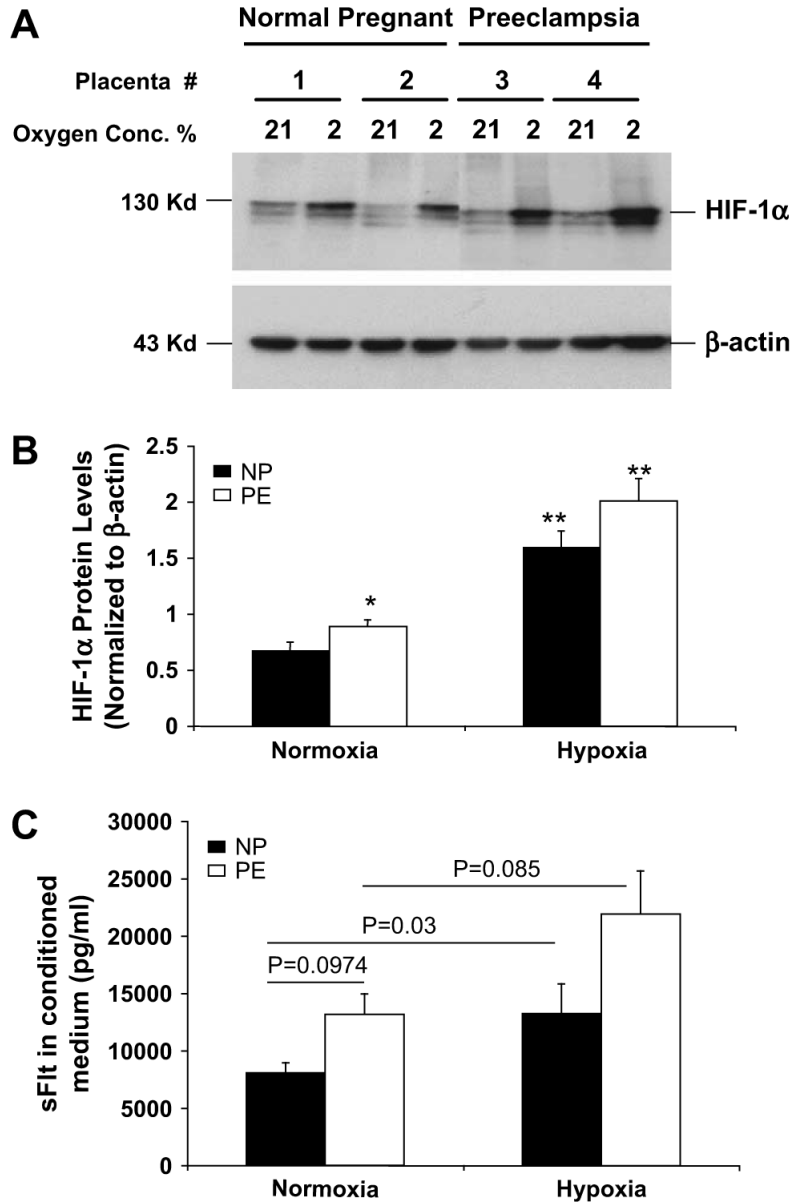 A
Normal Pregnant Preeclampsia
Placenta # 1 2 3 4
Oxygen Conc. % 21 2 21 2 21 2 21 2
130 Kd
HIF-1α
43 Kd
β-actin
B
HIF-1α Protein Levels
(Normalized to β-actin)
2.5
2
1.5
1
0.5
0
NP
PE
*
**
**
Normoxia Hypoxia
C
sFlt in conditioned
medium (pg/ml)
30000
25000
20000
15000
10000
5000
0
NP
PE
P=0.085
P=0.03
P=0.0974
Normoxia Hypoxia